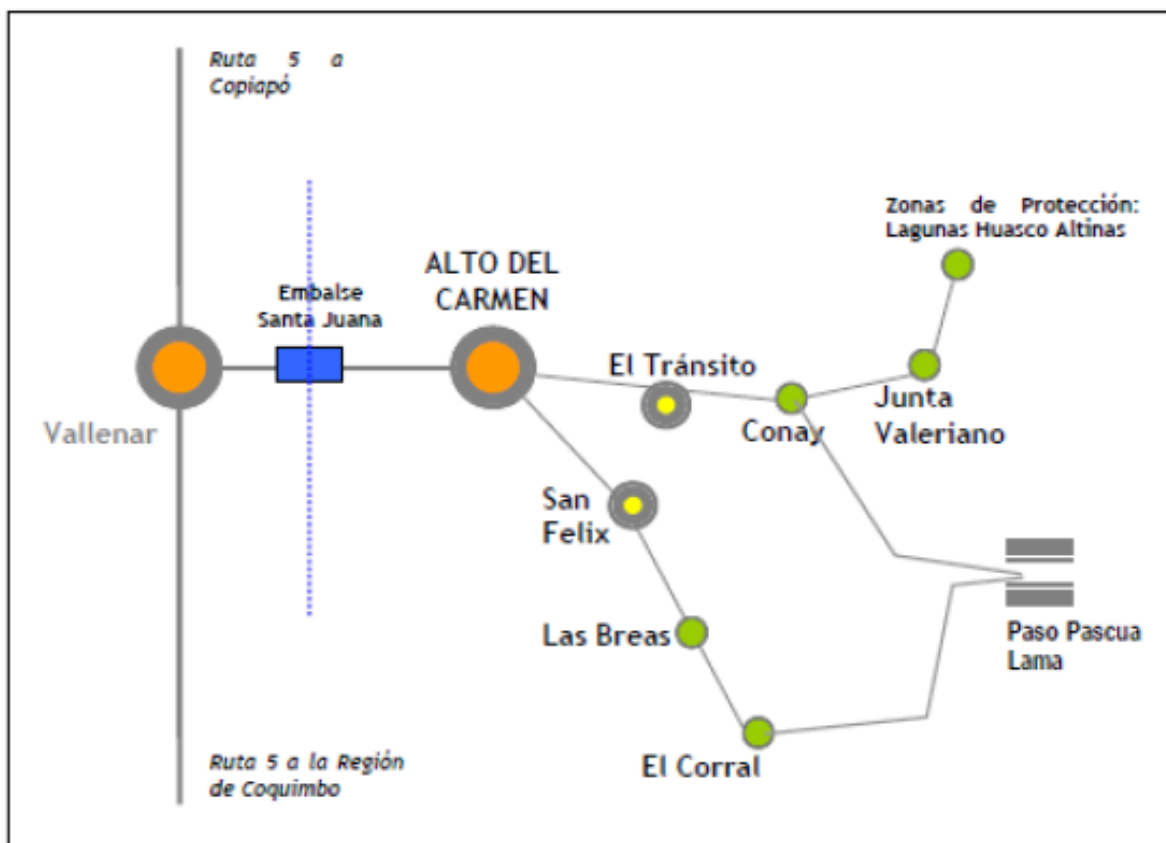 Ruta 5 a
Copiapó
Zonas de Protección:
Lagunas Huasco Altinas
ALTO DEL
CARMEN
Embalse
Santa Juana
El Tránsito
Vallenar
Conay
Junta
Valeriano
San
Felix
Las Breas
Paso Pascua
Lama
El Corral
Ruta 5 a la Región
de Coquimbo